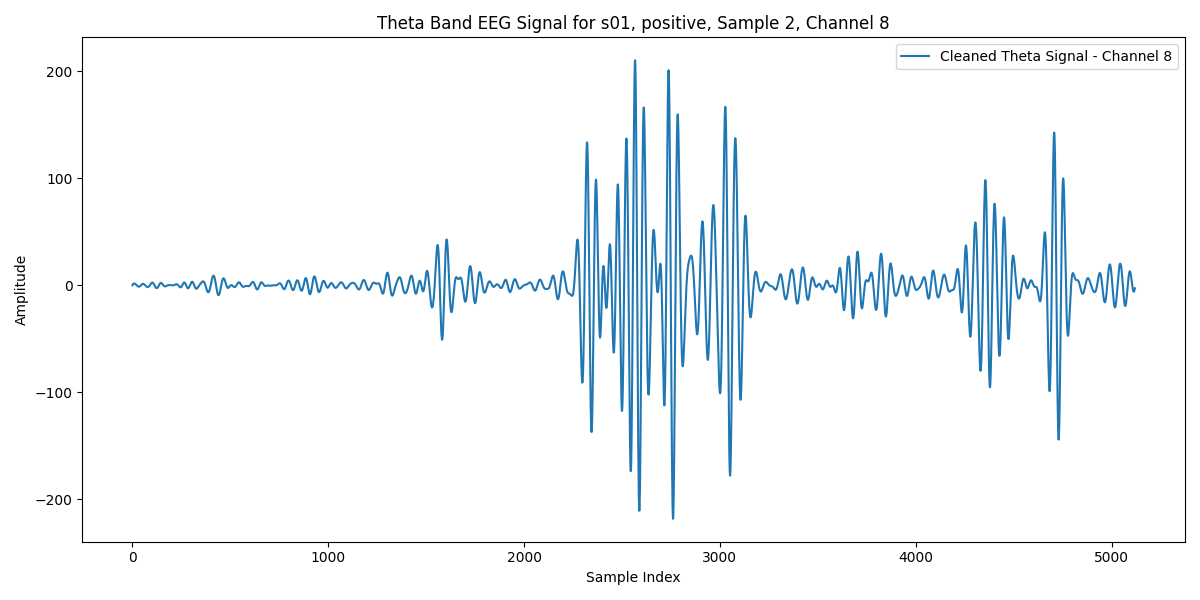 Theta Band EEG Signal for s01, positive, Sample 2, Channel 8
Cleaned Theta Signal - Channel 8
Amplitude
200
100
0
−100
−200
0 1000 2000 3000 4000 5000
Sample Index